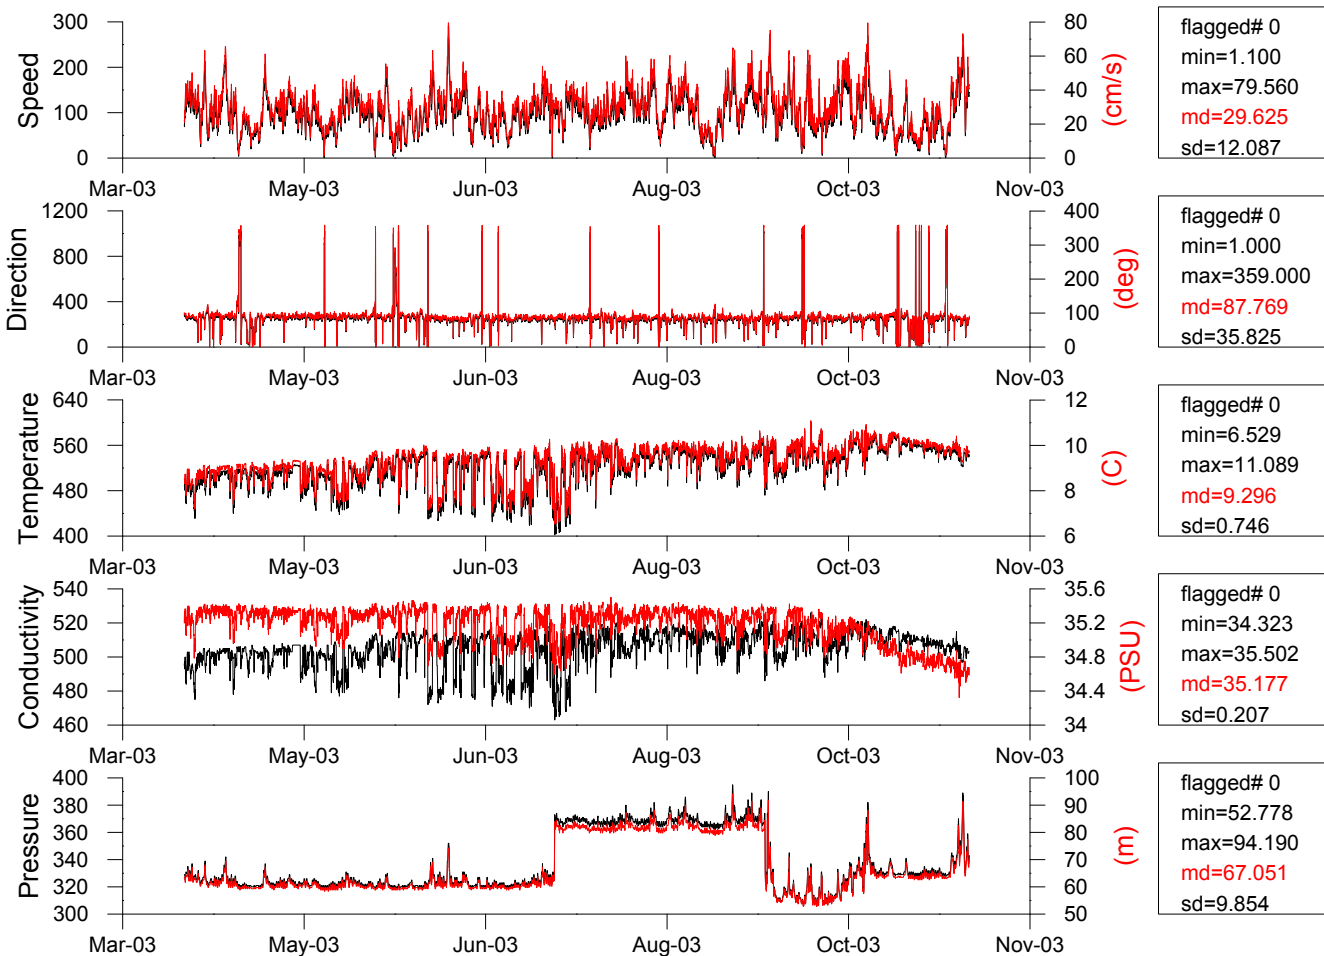 300
200
100
0
Speed
80
60
40
20
0
(cm/s)
Mar-03 May-03 Jun-03 Aug-03 Oct-03 Nov-03
flagged# 0
min=1.100
max=79.560
md=29.625
sd=12.087
1200
800
400
0
Direction
400
300
200
100
0
(deg)
Mar-03 May-03 Jun-03 Aug-03 Oct-03 Nov-03
flagged# 0
min=1.000
max=359.000
md=87.769
sd=35.825
640
560
480
400
Temperature
12
10
8
6
(C)
Mar-03 May-03 Jun-03 Aug-03 Oct-03 Nov-03
flagged# 0
min=6.529
max=11.089
md=9.296
sd=0.746
540
520
500
480
460
Conductivity
35.6
35.2
34.8
34.4
34
(PSU)
Mar-03 May-03 Jun-03 Aug-03 Oct-03 Nov-03
flagged# 0
min=34.323
max=35.502
md=35.177
sd=0.207
400
380
360
340
320
300
Pressure
100
90
80
70
60
50
(m)
Mar-03 May-03 Jun-03 Aug-03 Oct-03 Nov-03
flagged# 0
min=52.778
max=94.190
md=67.051
sd=9.854